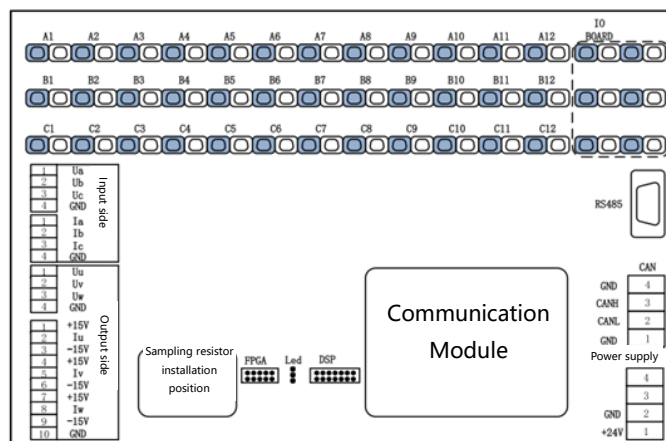 IO
A1 A2 A3 A4 A5 A6 A7 A8 A9 A10 A11 A12 BOARD
B1 B2 B3 B4 B5 B6 B7 B8 B9 B10 B11 B12
C1 C2 C3 C4 C5 C6 C7 C8 C9 C10 C11 C12
Input side
1 Ua
2 Ub
3 Uc
4 GND
1 Ia
2 Ib
3 Ic
4 GND
Output side
1 Uu
2 Uv
3 Uw
4 GND
1 +15V
2 Iu
3 -15V
4 +15V
5 Iv
6 -15V
7 +15V
8 Iw
9 -15V
10 GND
Sampling resistor
installation
position
FPGA Led DSP
Communication
Module
RS485
CAN
GND 4
CANH 3
CANL 2
GND 1
Power supply
4
3
GND 2
+24V 1